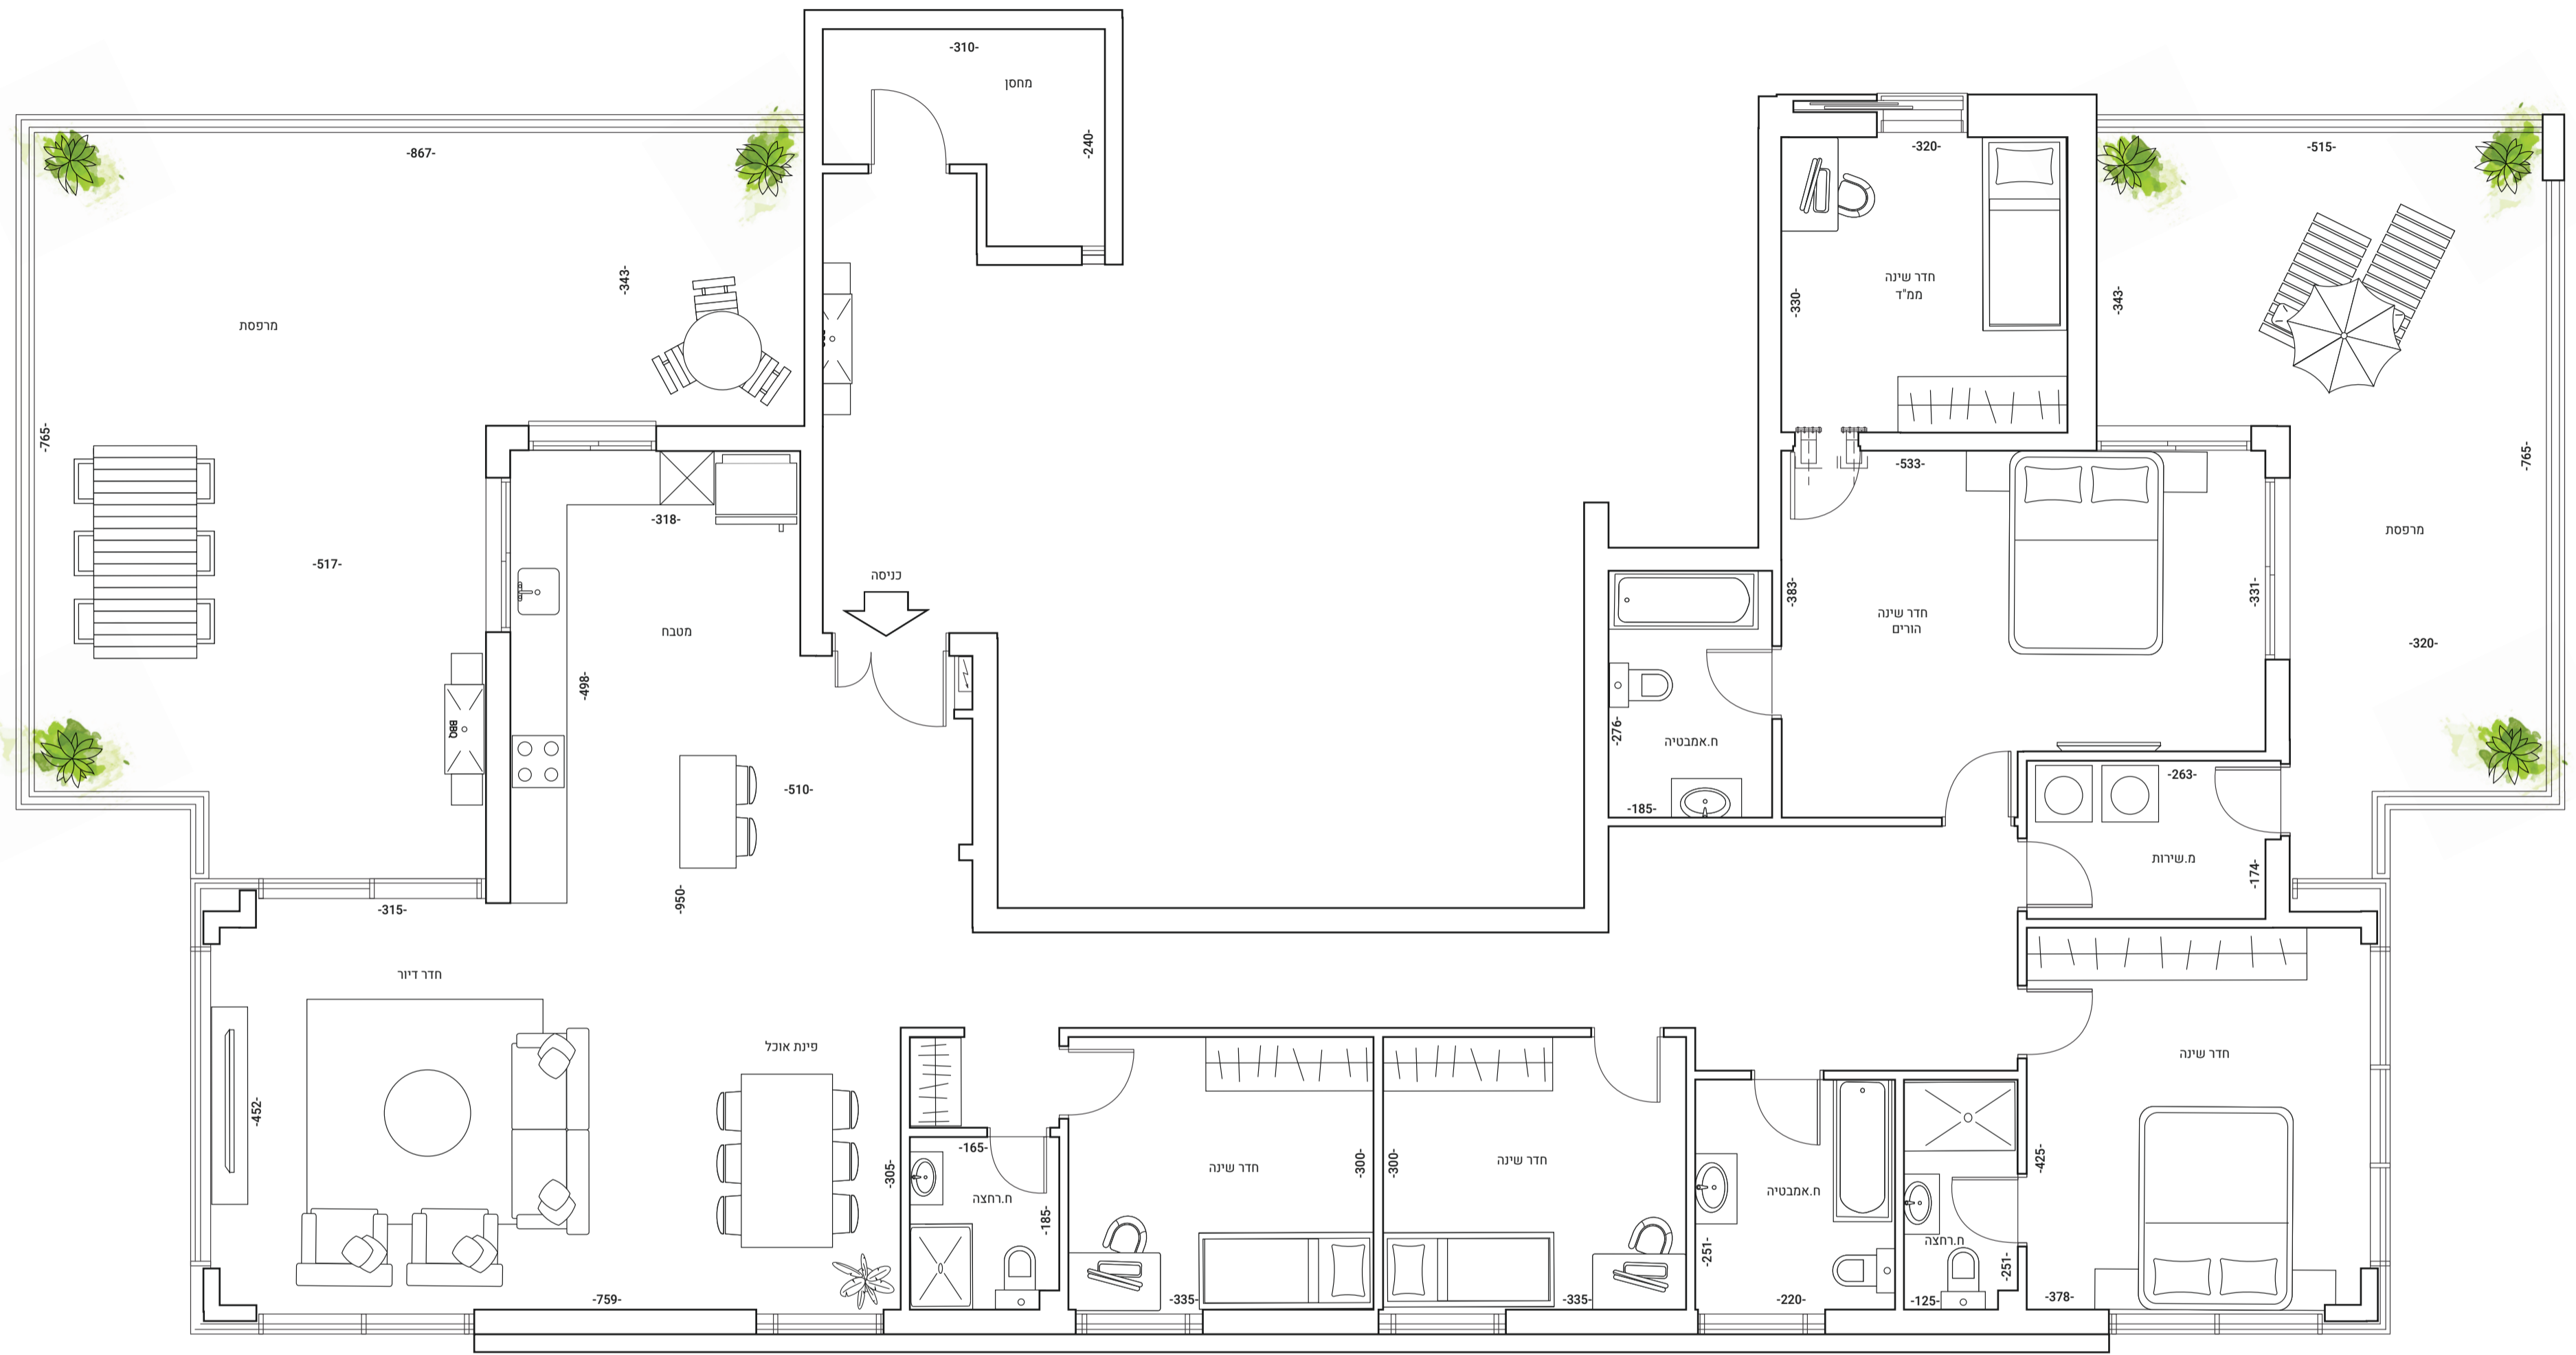 -310-
מחסן
-240-
-867-
-343-
מרפסת
-765-
-517-
BBQ
-318-
מטבח
-498-
כניסה
-510-
-950-
-315-
חדר דיור
-452-
פינת אוכל
-759-
-305-
-165-
ח.רחצה
-185-
חדר שינה
-300-
-335-
-300-
חדר שינה
-335-
ח.אמבטיה
-251-
-220-
ח.רחצה
-251-
-125-
-320-
חדר שינה
ממ"ד
-330-
-533-
-383-
חדר שינה
הורים
-331-
-276-
ח.אמבטיה
-185-
-515-
-343-
-765-
מרפסת
-320-
-263-
מ.שירות
-174-
חדר שינה
-425-
-378-